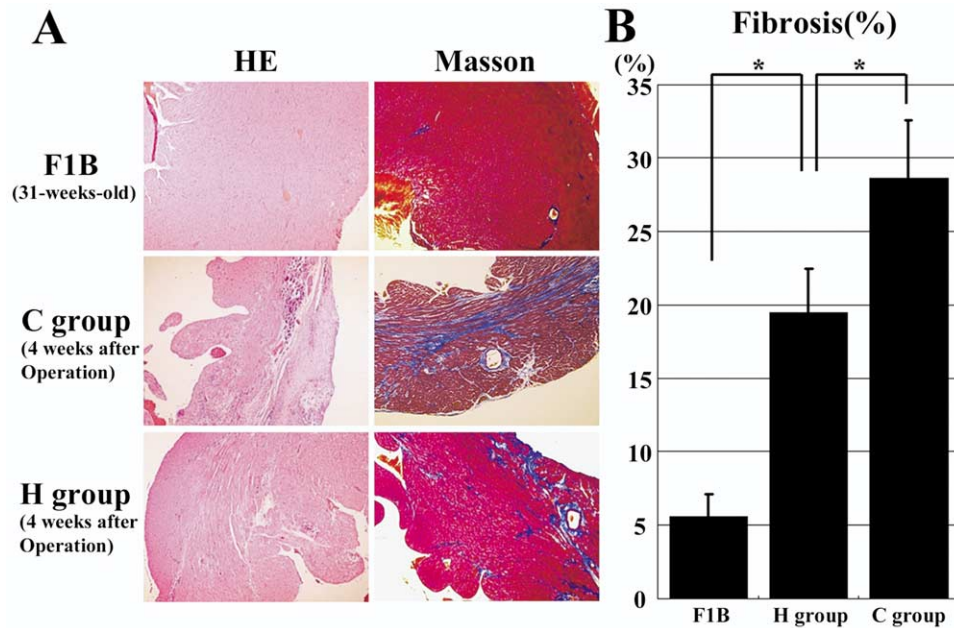 A
HE
Masson
F1B
(31-weeks-old)
C group
(4 weeks after
Operation)
H group
(4 weeks after
Operation)
B
Fibrosis(%)
(%)
*
*
35
30
25
20
15
10
5
0
F1B
H group
C group